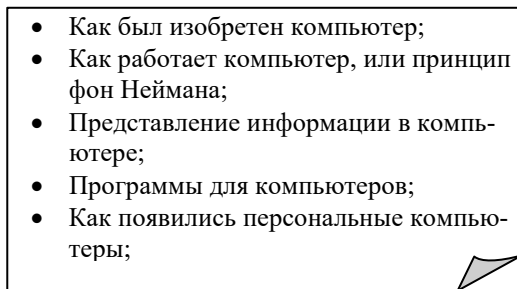 • Как был изобретен компьютер;
• Как работает компьютер, или принцип
фон Неймана;
• Представление информации в компь-
ютере;
• Программы для компьютеров;
• Как появились персональные компью-
теры;